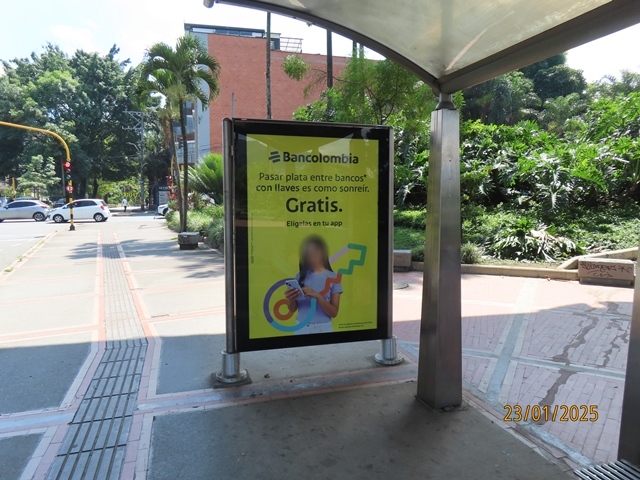 Bancolombia
Pasar plata entre bancos*
con llaves es como sonreír.
Gratis.
Elígelas en tu app
23/01/2025